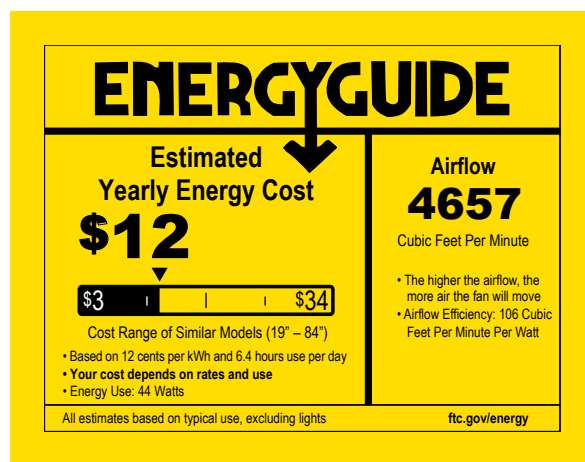 ENERGYGUIDE
Estimated
Yearly Energy Cost
$12
$3
$34
Cost Range of Similar Models (19” – 84”)
• Based on 12 cents per kWh and 6.4 hours use per day
• Your cost depends on rates and use
• Energy Use: 44 Watts
Airflow
4657
Cubic Feet Per Minute
• The higher the airflow, the
more air the fan will move
• Airflow Efficiency: 106 Cubic
Feet Per Minute Per Watt
All estimates based on typical use, excluding lights
ftc.gov/energy